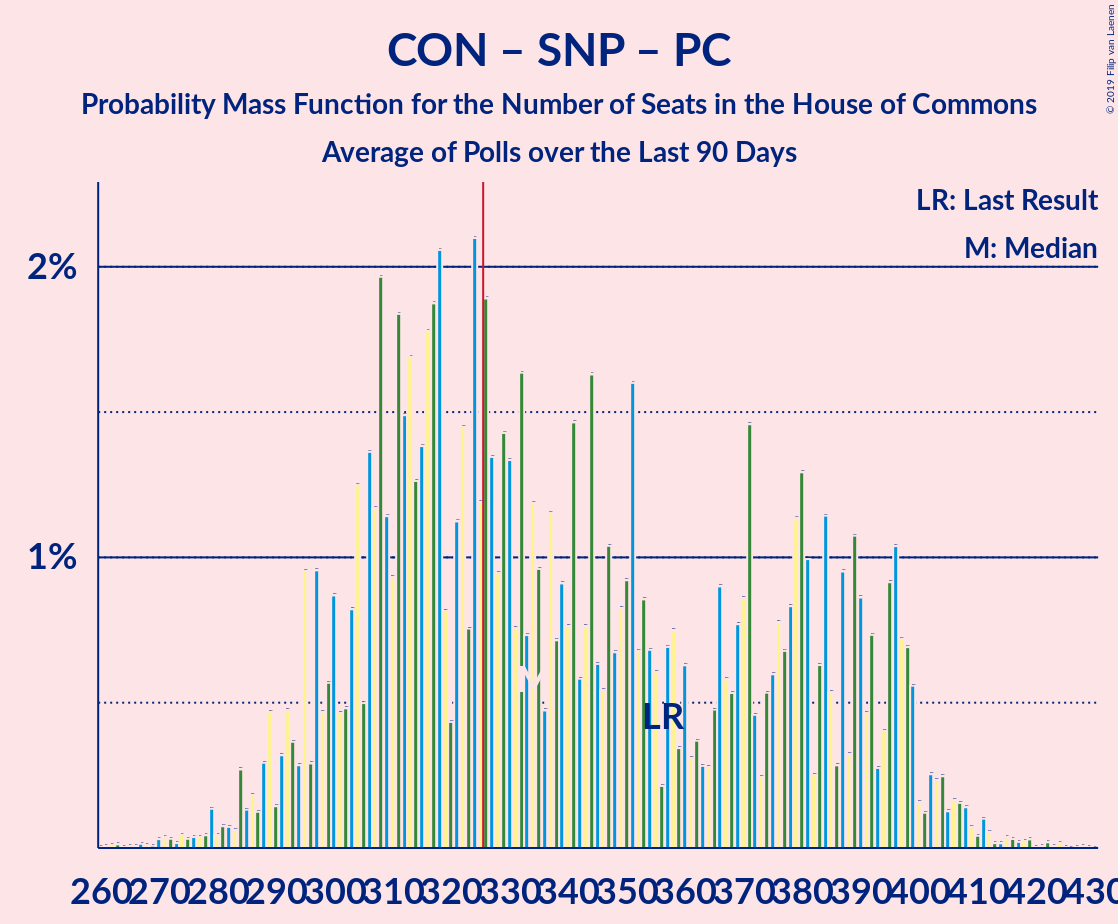 CON – SNP – PC
Probability Mass Function for the Number of Seats in the House of Commons
Average of Polls over the Last 90 Days
© 2019 Filip van Laenen
LR: Last Result
M: Median
2%
1%
M
LR
260 270 280 290 300 310 320 330 340 350 360 370 380 390 400 410 420 430